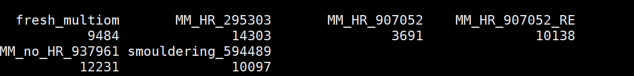 fresh_multiom MM_HR_295303 MM_HR_907052 MM_HR_907052_RE
9484 14303 3691 10138
MM_no_HR_937961 smouldering_594489
12231 10097